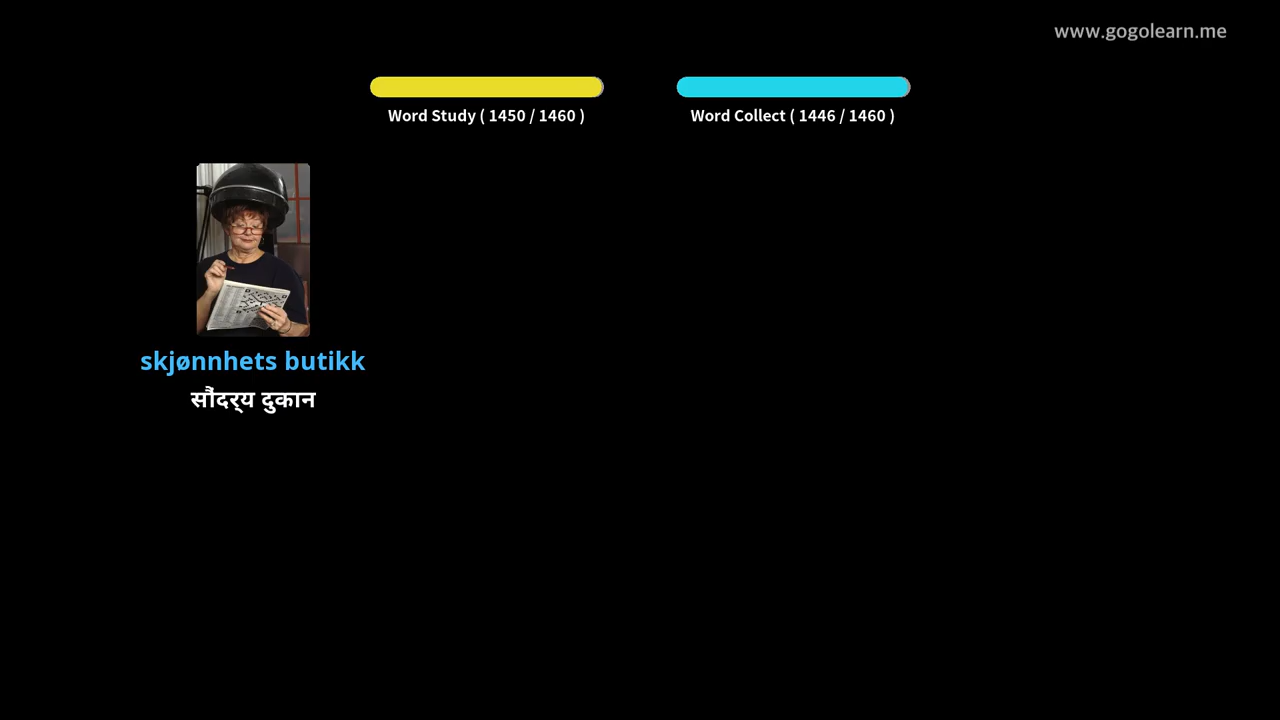 www.gogolearn.me
Word Study ( 1450 / 1460 )
Word Collect ( 1446 / 1460 )
skjønnhets butikk
सौंदर्य दुकान